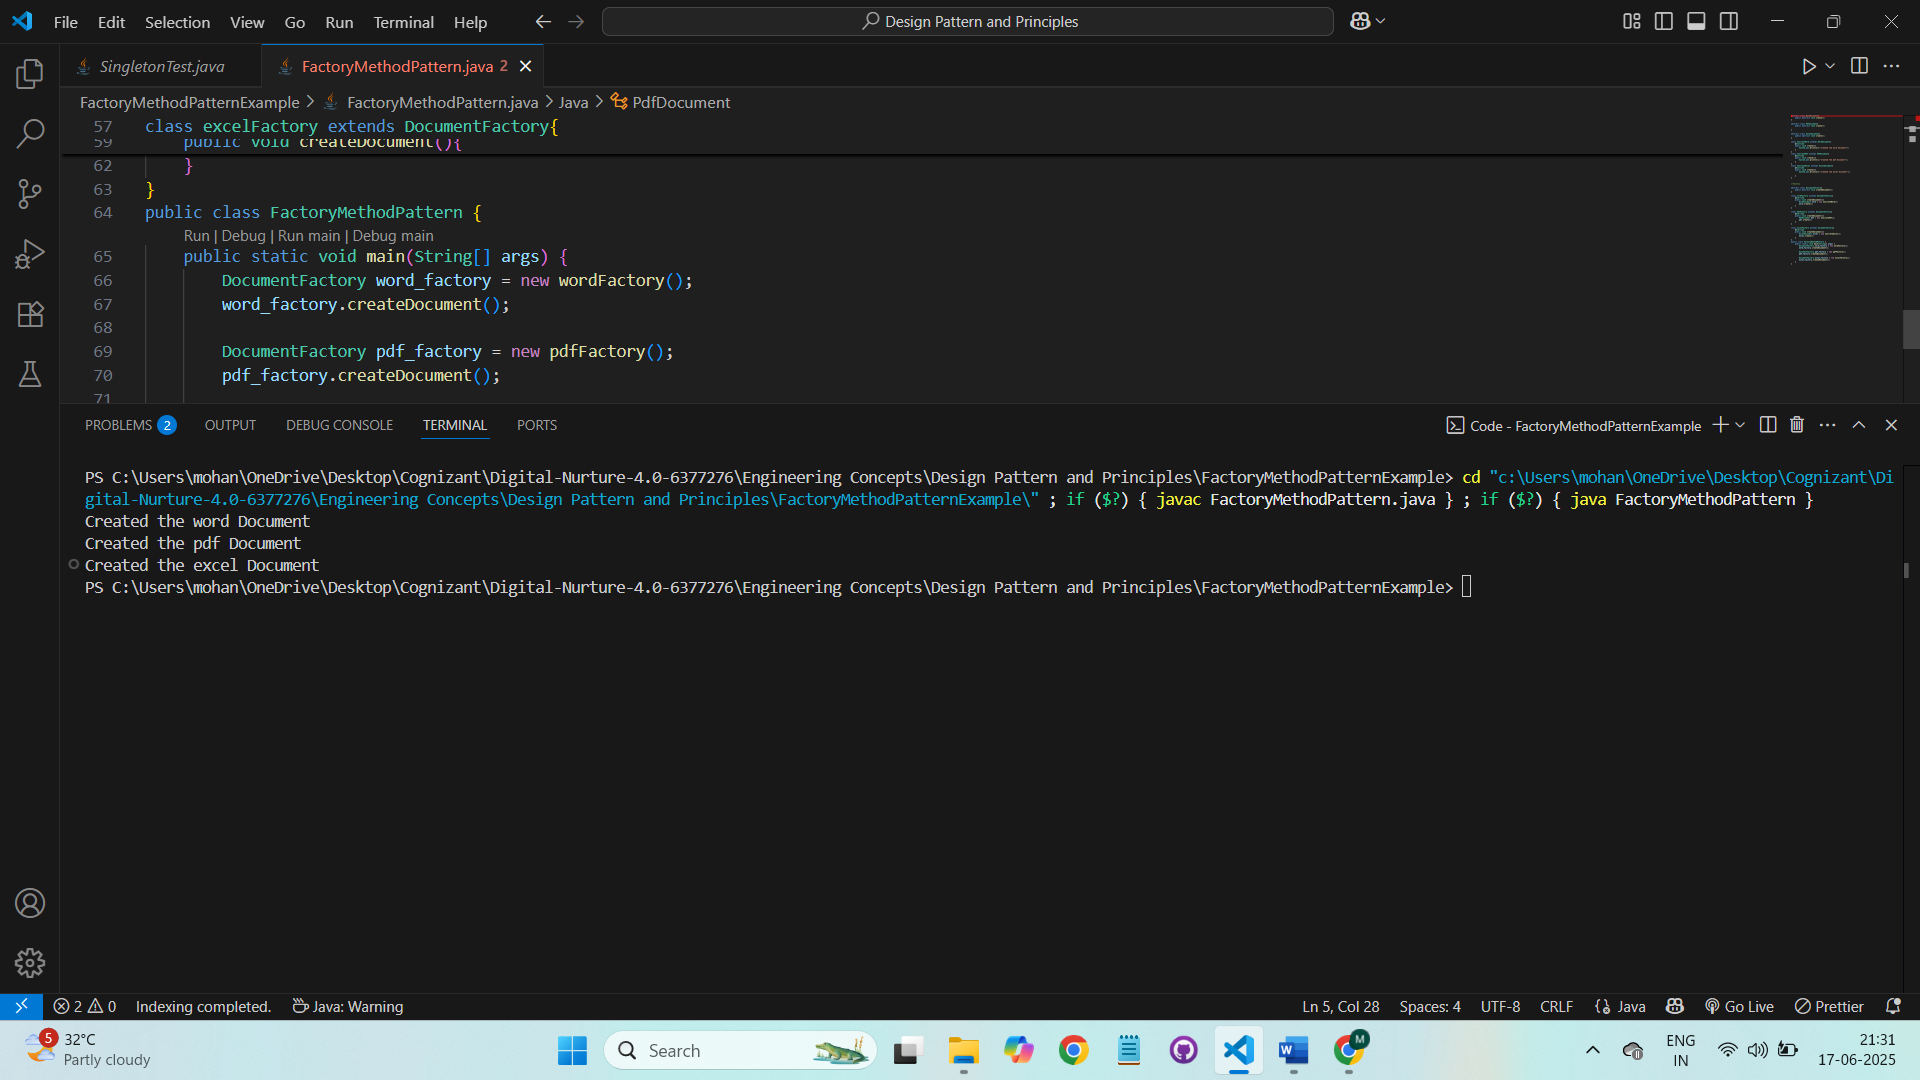 File Edit Selection View Go Run Terminal Help
Design Pattern and Principles
SingletonTest.java
FactoryMethodPattern.java 2
FactoryMethodPatternExample > FactoryMethodPattern.java > Java > PdfDocument
57 class excelFactory extends DocumentFactory{
59 public void createDocument(){
62 }
63 }
64 public class FactoryMethodPattern {
Run | Debug | Run main | Debug main
65 public static void main(String[] args) {
66 DocumentFactory word_factory = new wordFactory();
67 word_factory.createDocument();
68
69 DocumentFactory pdf_factory = new pdfFactory();
70 pdf_factory.createDocument();
71
PROBLEMS 2 OUTPUT DEBUG CONSOLE TERMINAL PORTS
Code - FactoryMethodPatternExample
PS C:\Users\mohan\OneDrive\Desktop\Cognizant\Digital-Nurture-4.0-6377276\Engineering Concepts\Design Pattern and Principles\FactoryMethodPatternExample> cd "c:\Users\mohan\OneDrive\Desktop\Cognizant\Di
gital-Nurture-4.0-6377276\Engineering Concepts\Design Pattern and Principles\FactoryMethodPatternExample\" ; if ($?) { javac FactoryMethodPattern.java } ; if ($?) { java FactoryMethodPattern }
Created the word Document
Created the pdf Document
Created the excel Document
PS C:\Users\mohan\OneDrive\Desktop\Cognizant\Digital-Nurture-4.0-6377276\Engineering Concepts\Design Pattern and Principles\FactoryMethodPatternExample>
2 0 Indexing completed. Java: Warning
Ln 5, Col 28 Spaces: 4 UTF-8 CRLF {} Java Go Live Prettier
5
32°C
Partly cloudy
Search
W
M
ENG
IN
21:31
17-06-2025